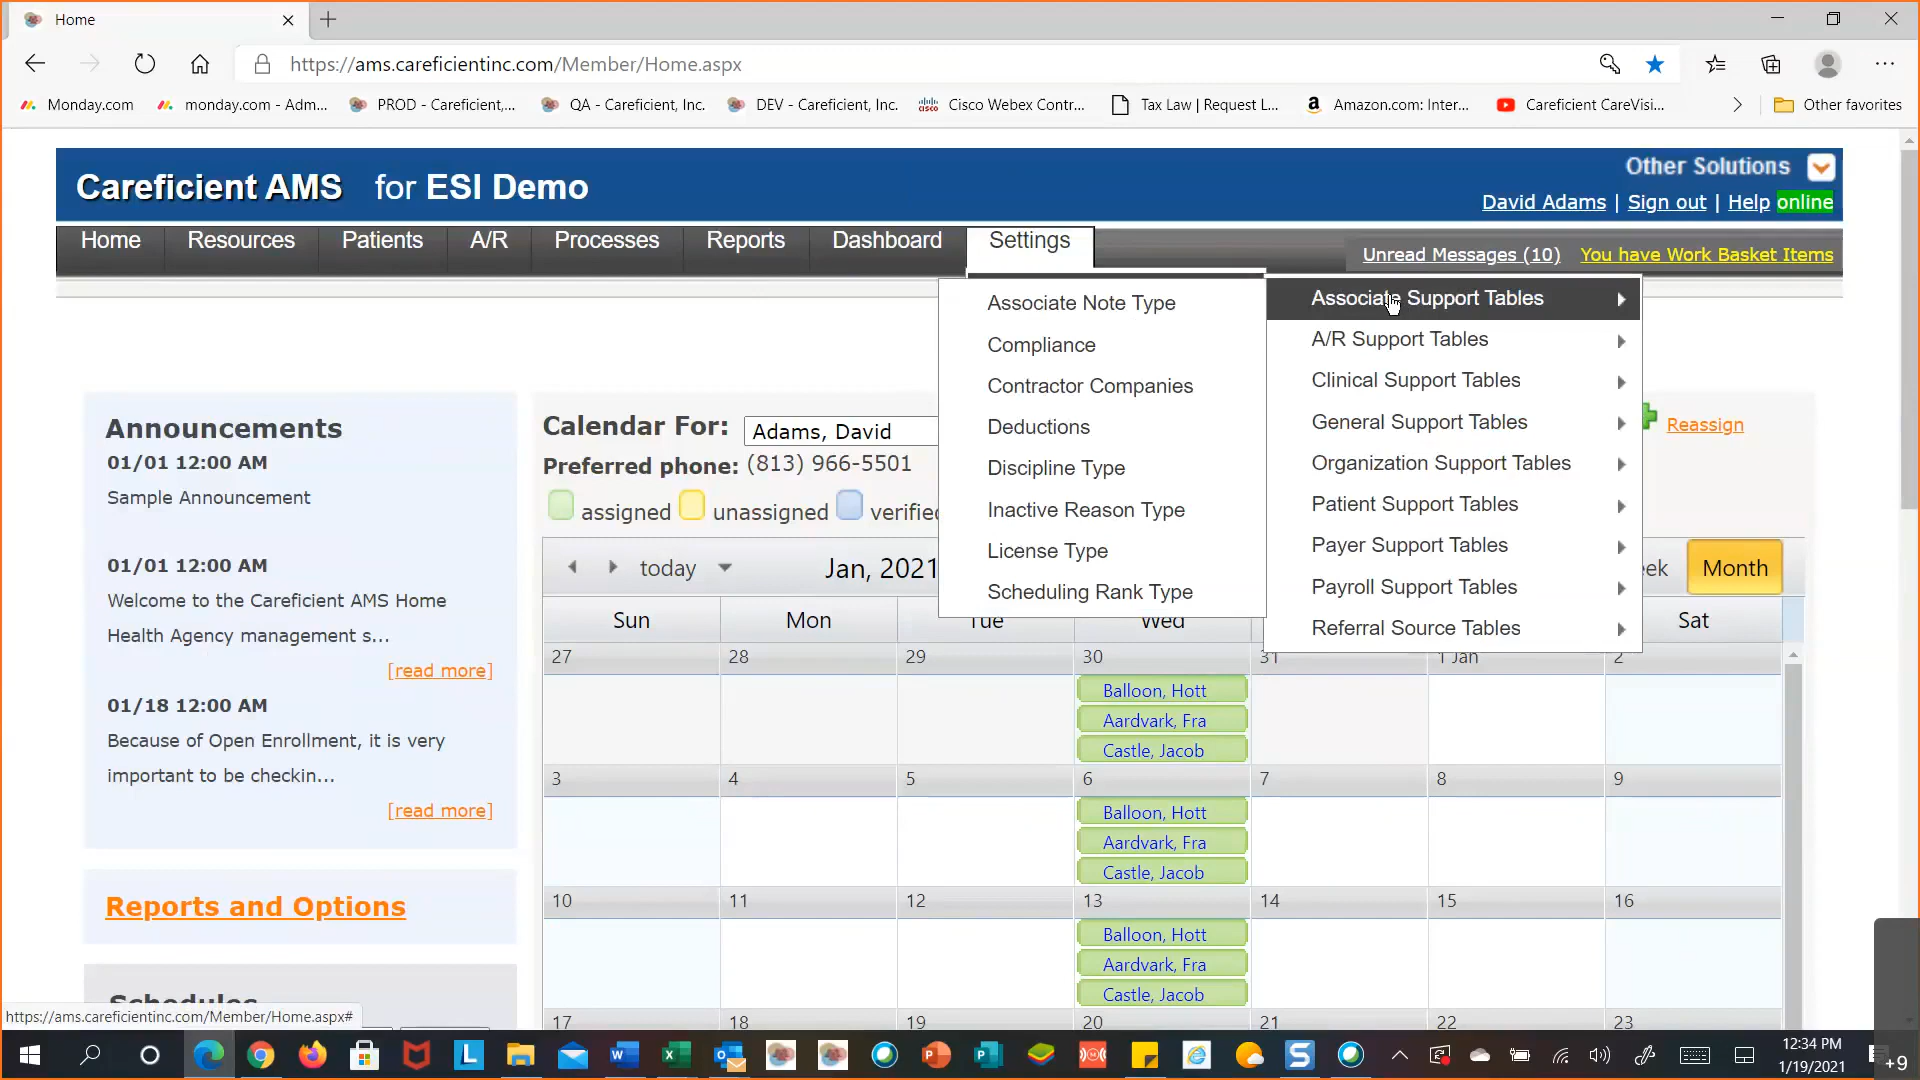 Home
https://ams.careficientinc.com/Member/Home.aspx
Monday.com monday.com - Adm... PROD - Careficient,... QA - Careficient, Inc. DEV - Careficient, Inc. Cisco Webex Contr... Tax Law | Request L... Amazon.com: Inter... Careficient CareVisi... Other favorites
Careficient AMS for ESI Demo
Other Solutions
David Adams | Sign out | Help online
Home Resources Patients A/R Processes Reports Dashboard Settings
Unread Messages (10) You have Work Basket Items
Associate Note Type
Compliance
Contractor Companies
Deductions
Discipline Type
Inactive Reason Type
License Type
Scheduling Rank Type
Associate Support Tables
A/R Support Tables
Clinical Support Tables
General Support Tables
Organization Support Tables
Patient Support Tables
Payer Support Tables
Payroll Support Tables
Referral Source Tables
Announcements
01/01 12:00 AM
Sample Announcement
01/01 12:00 AM
Welcome to the Careficient AMS Home
Health Agency management s...
[read more]
01/18 12:00 AM
Because of Open Enrollment, it is very
important to be checkin...
[read more]
Reports and Options
Schedules
Calendar For: Adams, David
Reassign
Preferred phone: (813) 966-5501
assigned unassigned verified
today Jan, 2021 Month
Sun Mon Tue Wed Sat
27 28 29 30 31 1 Jan 2
Balloon, Hott
Aardvark, Fra
Castle, Jacob
3 4 5 6 7 8 9
Balloon, Hott
Aardvark, Fra
Castle, Jacob
10 11 12 13 14 15 16
Balloon, Hott
Aardvark, Fra
Castle, Jacob
17 18 19 20 21 22 23
https://ams.careficientinc.com/Member/Home.aspx#
12:34 PM
1/19/2021
+9